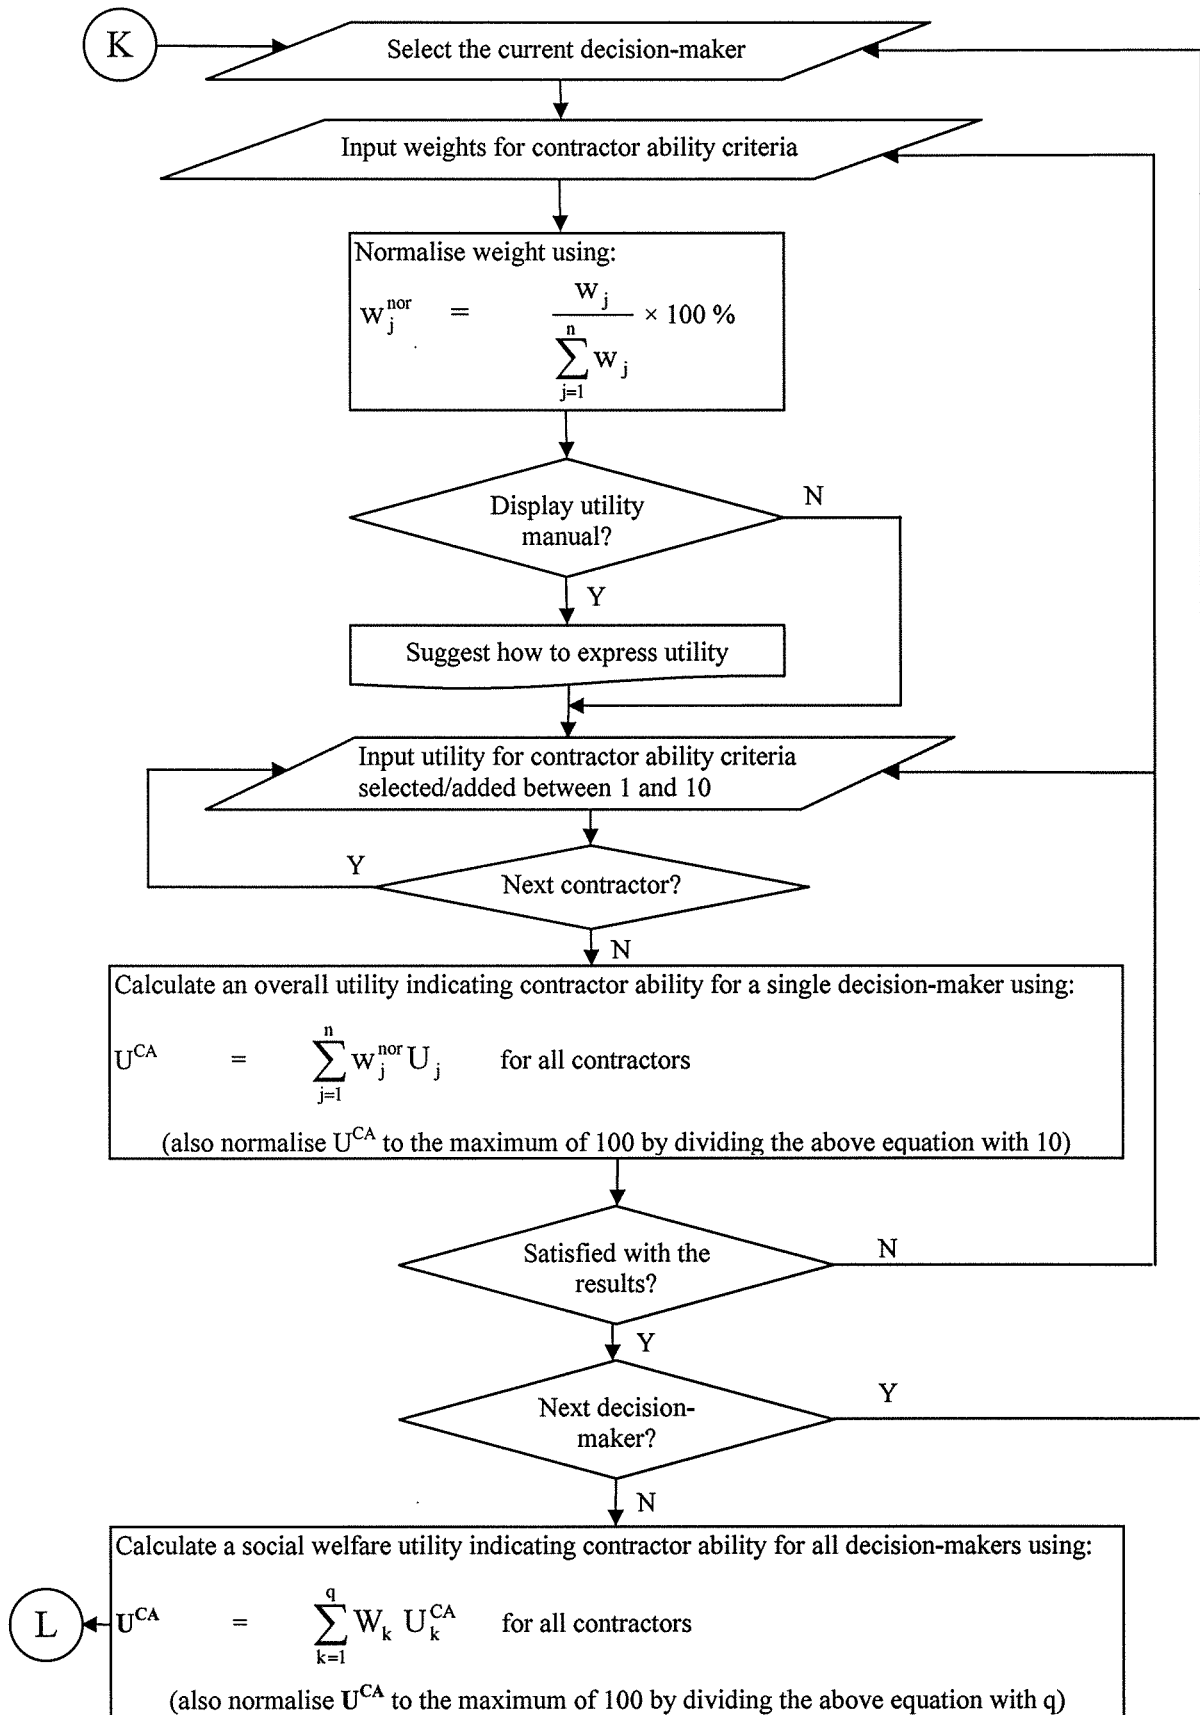 K
Select the current decision-maker
Input weights for contractor ability criteria
Normalise weight using:
w_j^nor = w_j / ∑_{j=1}^{n} w_j × 100 %
Display utility
manual?
N
Y
Suggest how to express utility
Input utility for contractor ability criteria
selected/added between 1 and 10
Y
Next contractor?
N
Calculate an overall utility indicating contractor ability for a single decision-maker using:
U^CA = ∑_{j=1}^{n} w_j^nor U_j for all contractors
(also normalise U^CA to the maximum of 100 by dividing the above equation with 10)
Satisfied with the
results?
N
Y
Next decision-
maker?
Y
N
Calculate a social welfare utility indicating contractor ability for all decision-makers using:
L
U^CA = ∑_{k=1}^{q} W_k U_k^CA for all contractors
(also normalise U^CA to the maximum of 100 by dividing the above equation with q)